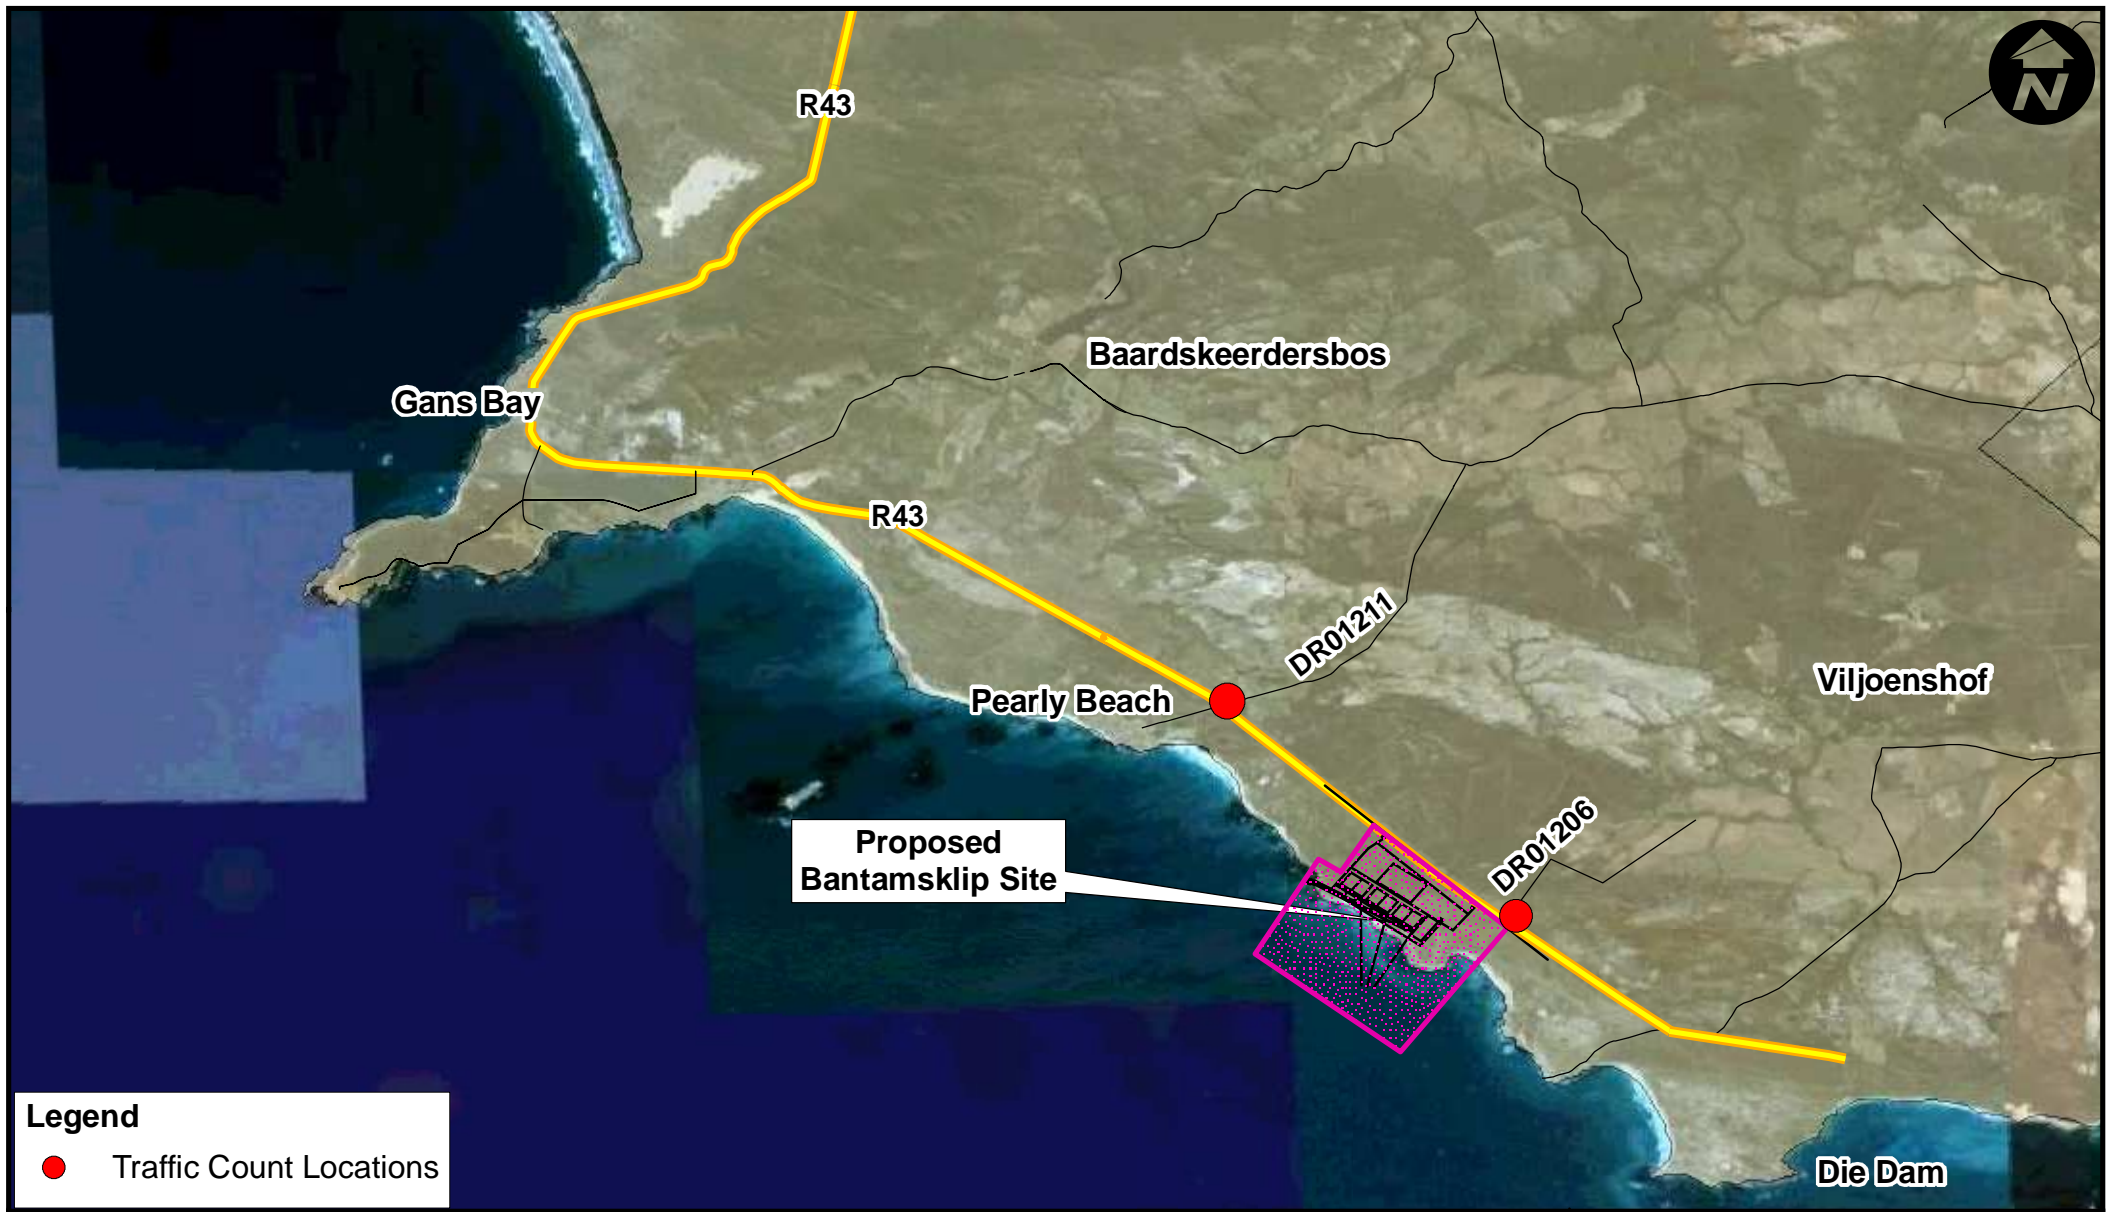 R43
N
Baardskeerdersbos
Gans Bay
R43
DR01211
Pearly Beach
Viljoenshof
DR01206
Proposed
Bantamsklip Site
Legend
Traffic Count Locations
Die Dam